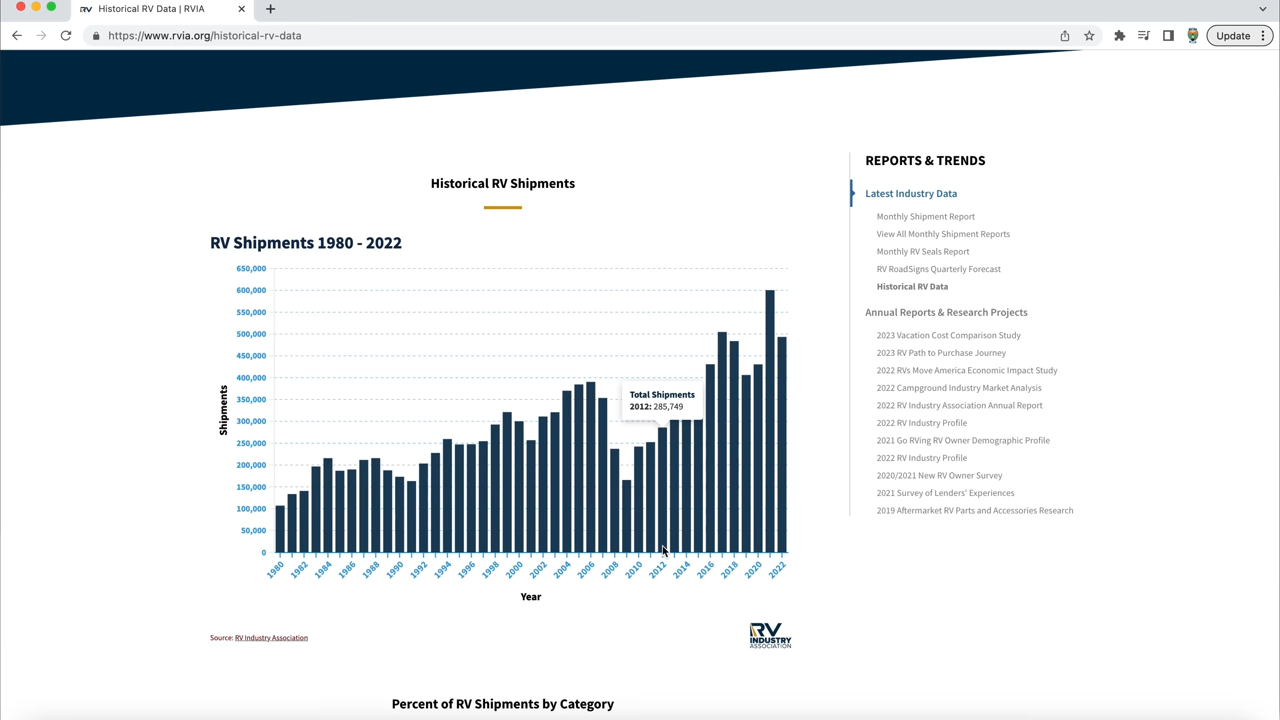 Historical RV Data | RVIA
https://www.rvia.org/historical-rv-data
Update
Historical RV Shipments
RV Shipments 1980 - 2022
650,000
600,000
550,000
500,000
450,000
400,000
350,000
300,000
250,000
200,000
150,000
100,000
50,000
0
Shipments
Total Shipments
2012: 285,749
1980 1982 1984 1986 1988 1990 1992 1994 1996 1998 2000 2002 2004 2006 2008 2010 2012 2014 2016 2018 2020 2022
Year
Source: RV Industry Association
RV
INDUSTRY
ASSOCIATION
Percent of RV Shipments by Category
REPORTS & TRENDS
Latest Industry Data
Monthly Shipment Report
View All Monthly Shipment Reports
Monthly RV Seals Report
RV RoadSigns Quarterly Forecast
Historical RV Data
Annual Reports & Research Projects
2023 Vacation Cost Comparison Study
2023 RV Path to Purchase Journey
2022 RVs Move America Economic Impact Study
2022 Campground Industry Market Analysis
2022 RV Industry Association Annual Report
2022 RV Industry Profile
2021 Go RVing RV Owner Demographic Profile
2022 RV Industry Profile
2020/2021 New RV Owner Survey
2021 Survey of Lenders' Experiences
2019 Aftermarket RV Parts and Accessories Research